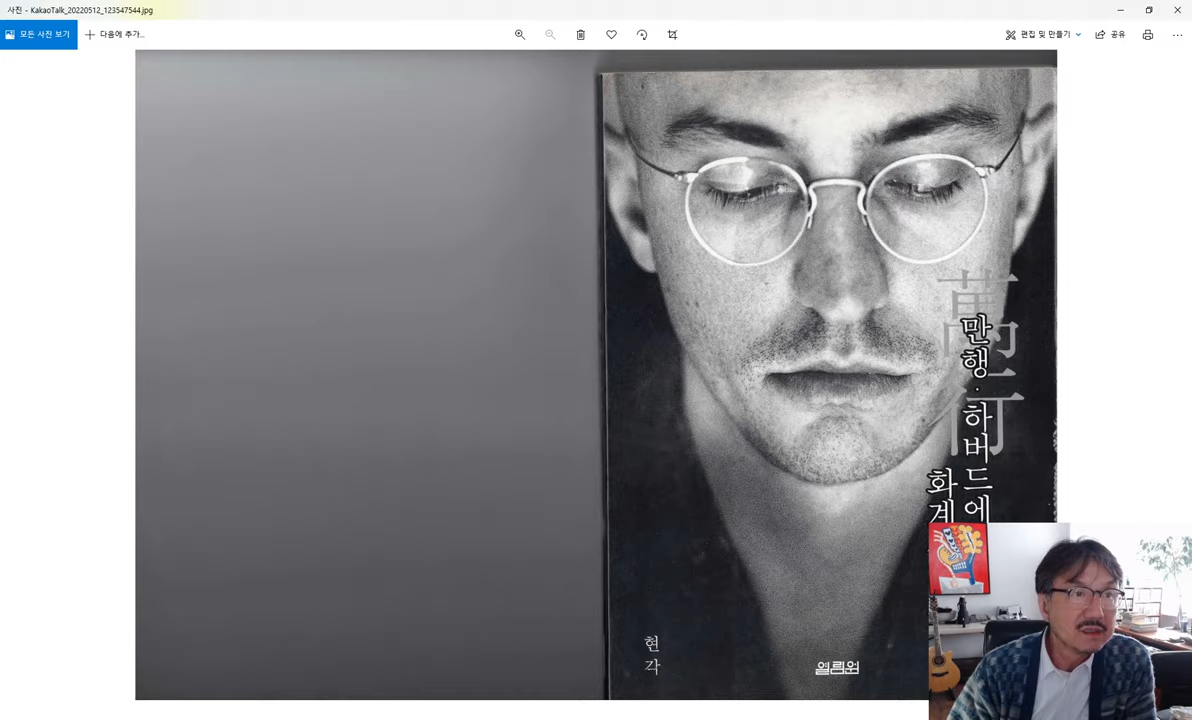 사진 - KakaoTalk_20220512_123547544.jpg
모든 사진 보기
다음에 추가...
편집 및 만들기
공유
萬行
만행·하버드에
화계
현각
열림원